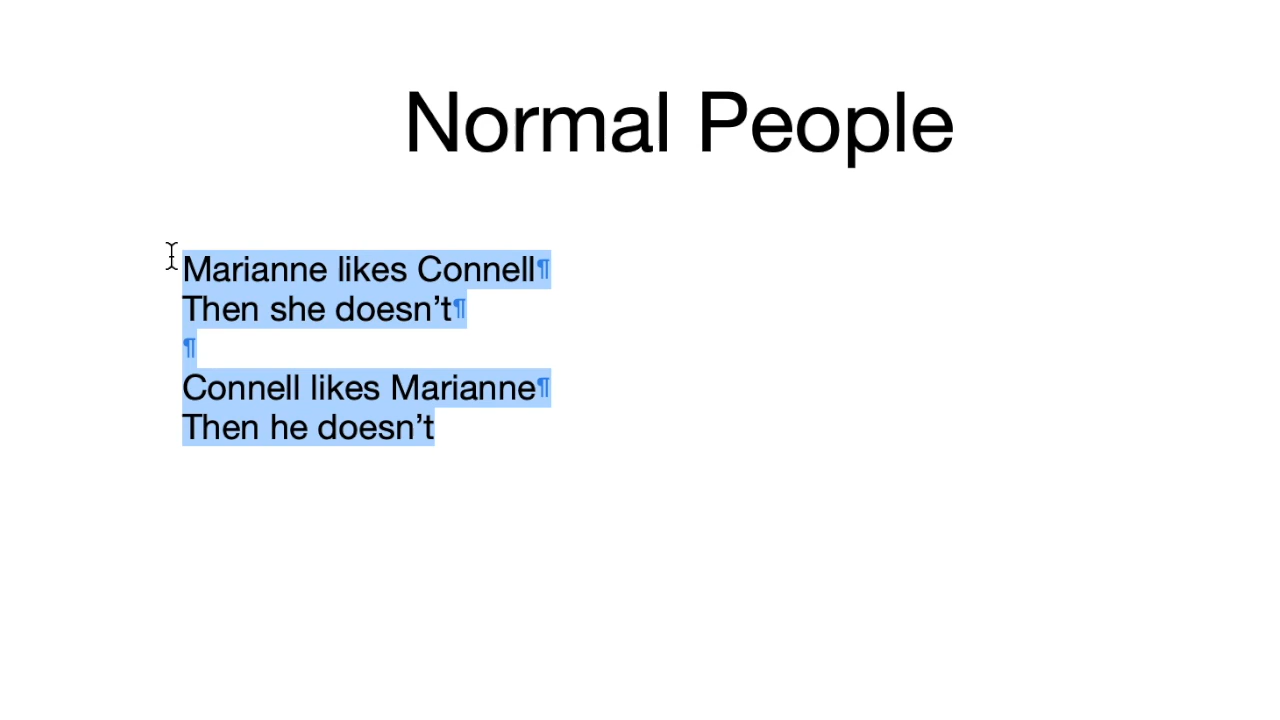 Normal People
Marianne likes Connell¶
Then she doesn’t¶
¶
Connell likes Marianne¶
Then he doesn’t